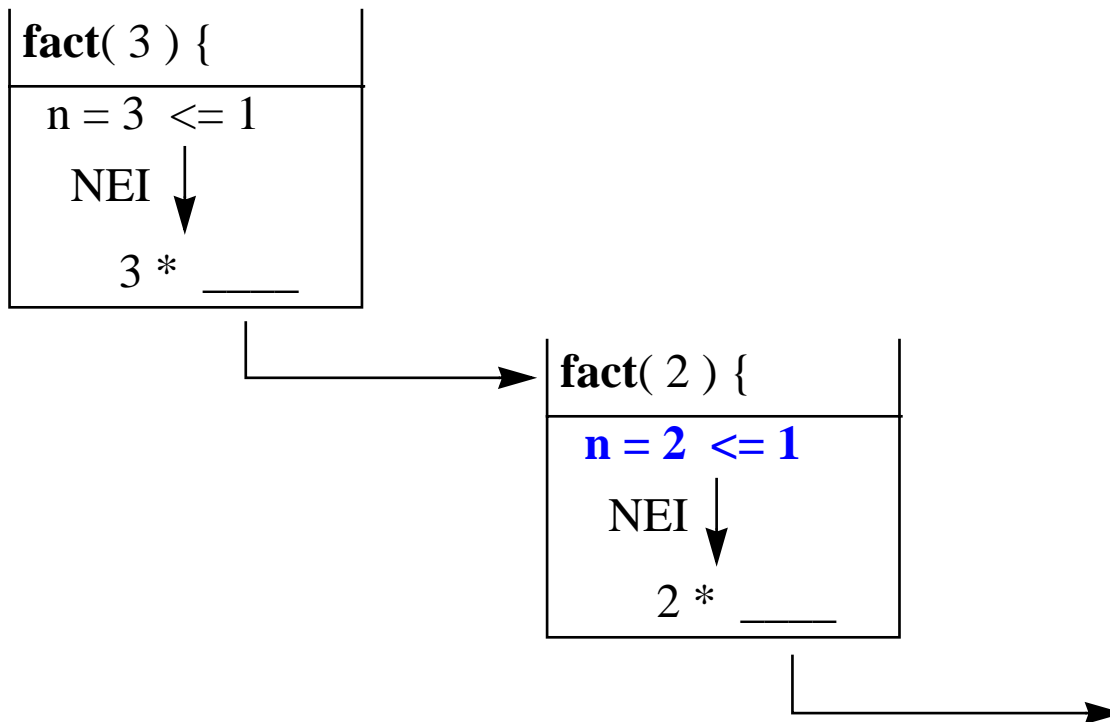 fact( 3 ) {
n = 3 <= 1
NEI
3 * ____
fact( 2 ) {
n = 2 <= 1
NEI
2 * ____